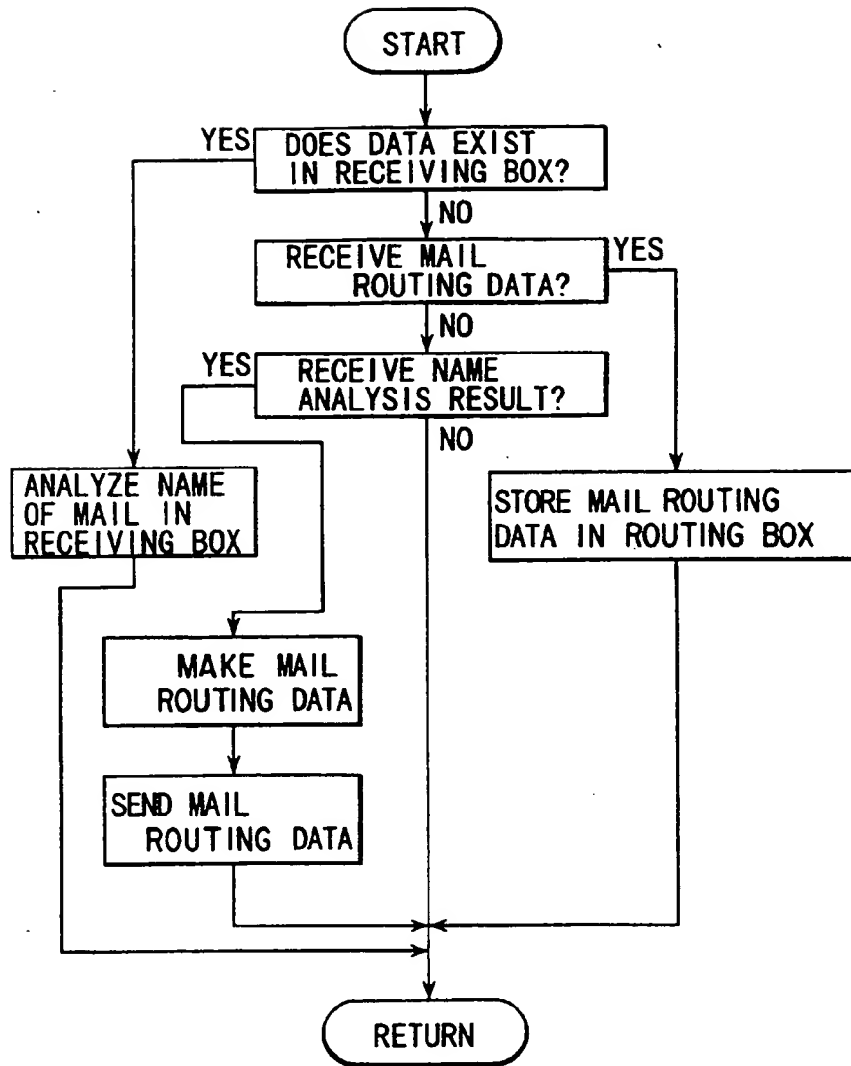 START
YES
DOES DATA EXIST
IN RECEIVING BOX?
NO
RECEIVE MAIL
ROUTING DATA?
YES
NO
YES
RECEIVE NAME
ANALYSIS RESULT?
NO
ANALYZE NAME
OF MAIL IN
RECEIVING BOX
STORE MAIL ROUTING
DATA IN ROUTING BOX
MAKE MAIL
ROUTING DATA
SEND MAIL
ROUTING DATA
RETURN